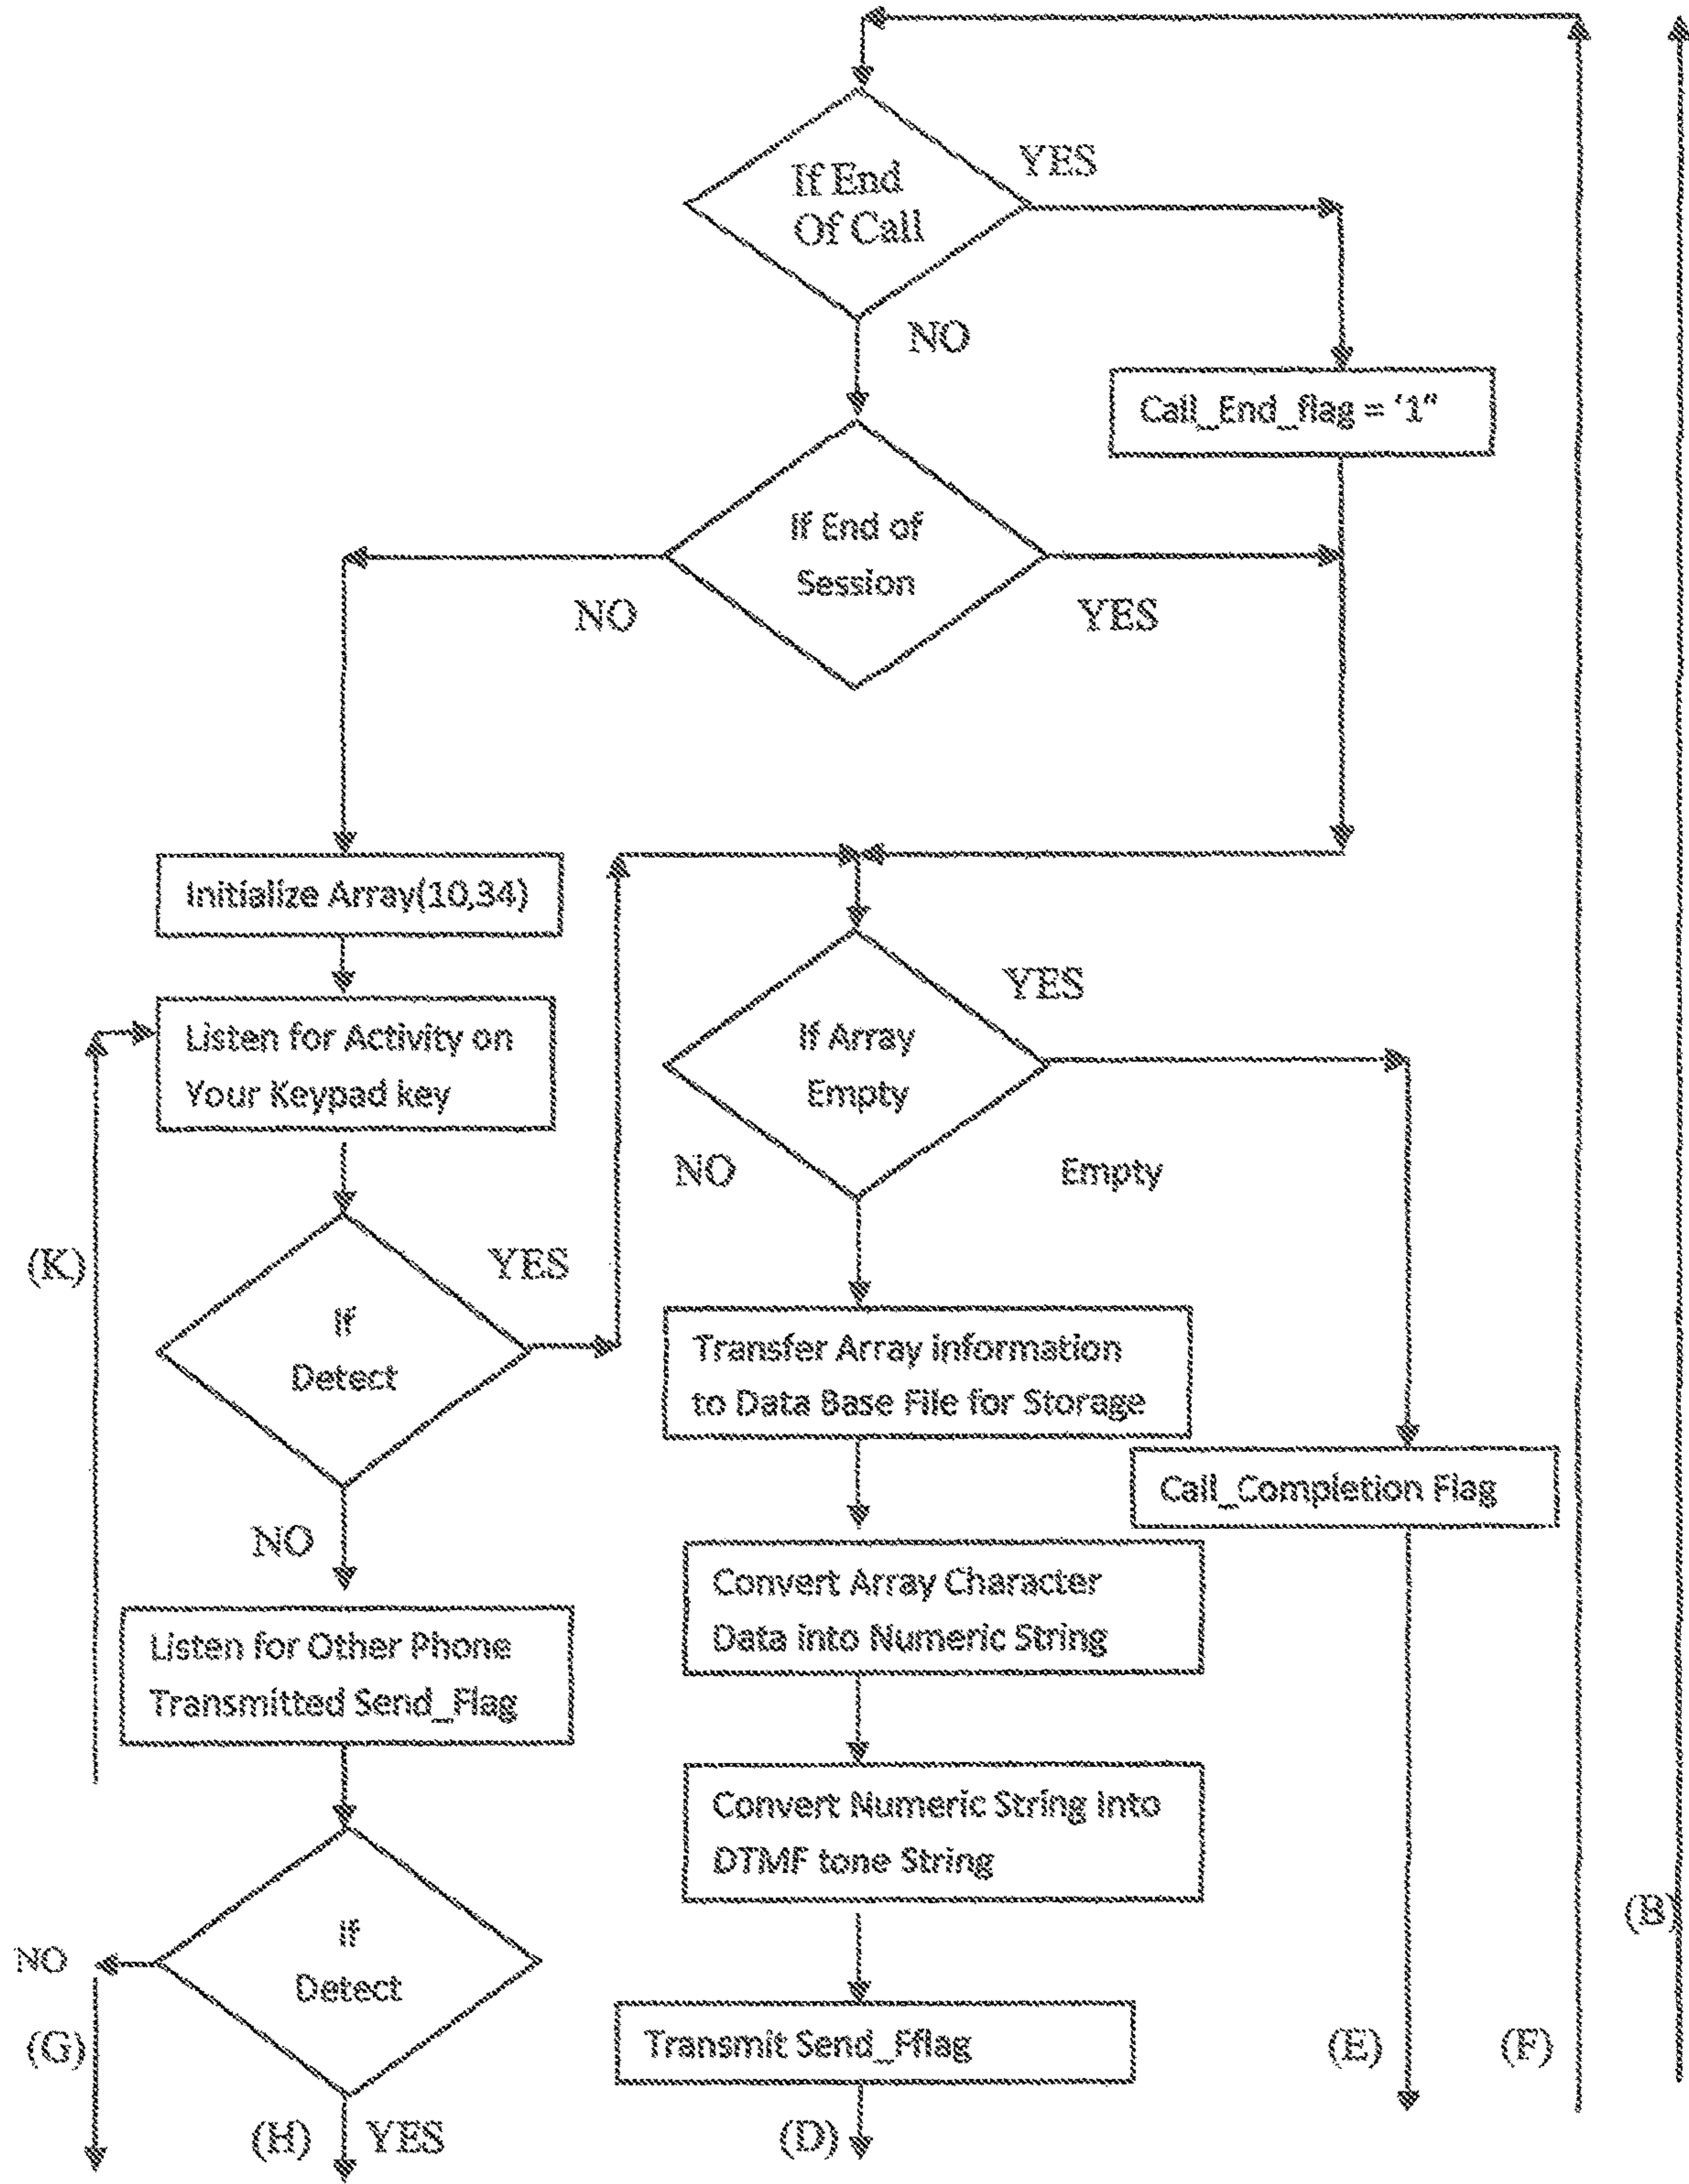 YES
If End
Of Call
NO
Call_End_flag = ‘1”
If End of
Session
NO
YES
Initialize Array(10,34)
YES
Listen for Activity on
Your Keypad key
If Array
Empty
NO
Empty
(K)
YES
If
Detect
Transfer Array information
to Data Base File for Storage
Call_Completion Flag
NO
Convert Array Character
Data into Numeric String
Listen for Other Phone
Transmitted Send_Flag
Convert Numeric String Into
DTMF tone String
(B)
If
Detect
NO
(G)
Transmit Send_Fflag
(E)
(F)
(H)
YES
(D)